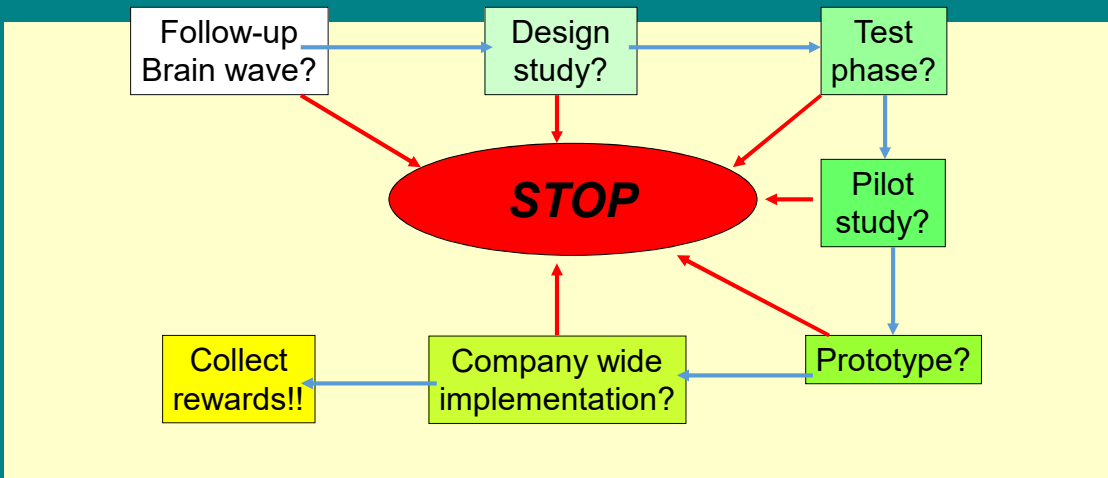 Follow-up
Brain wave?
Design
study?
Test
phase?
STOP
Pilot
study?
Collect
rewards!!
Company wide
implementation?
Prototype?